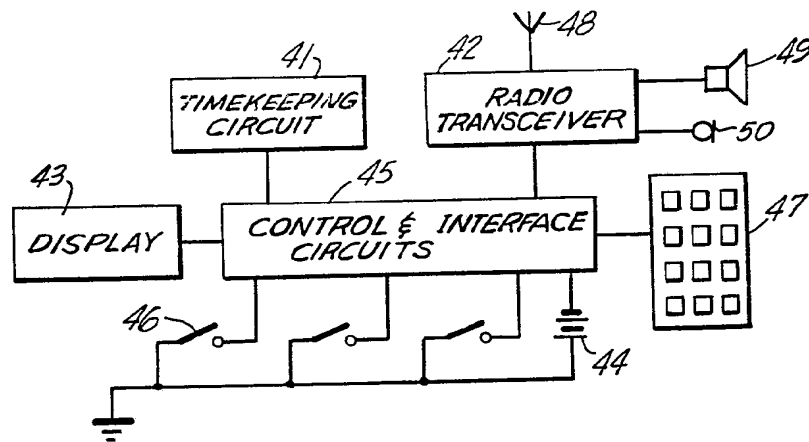 48
41
42
49
TIMEKEEPING
CIRCUIT
RADIO
TRANSCEIVER
50
43
45
47
DISPLAY
CONTROL & INTERFACE
CIRCUITS
46
44